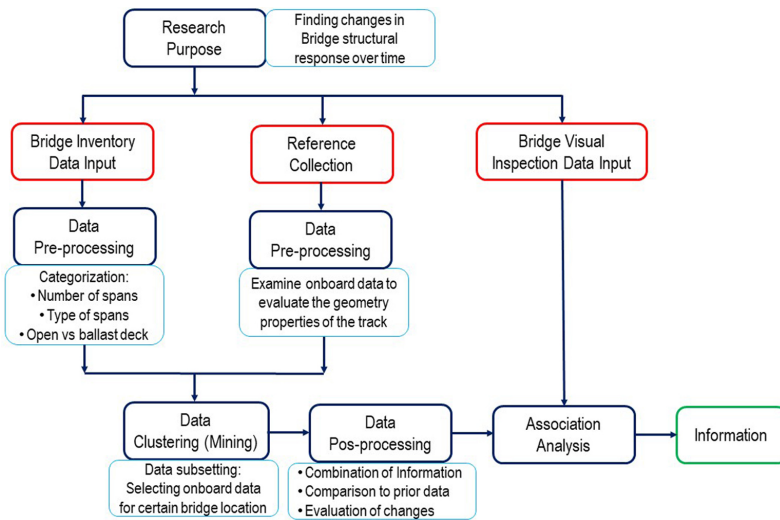 Research
Purpose
Finding changes in
Bridge structural
response over time
Bridge Inventory
Data Input
Reference
Collection
Bridge Visual
Inspection Data Input
Data
Pre-processing
Data
Pre-processing
Categorization:
• Number of spans
• Type of spans
• Open vs ballast deck
Examine onboard data to
evaluate the geometry
properties of the track
Data
Clustering (Mining)
Data
Pos-processing
Association
Analysis
Information
Data subsetting:
Selecting onboard data
for certain bridge location
• Combination of Information
• Comparison to prior data
• Evaluation of changes